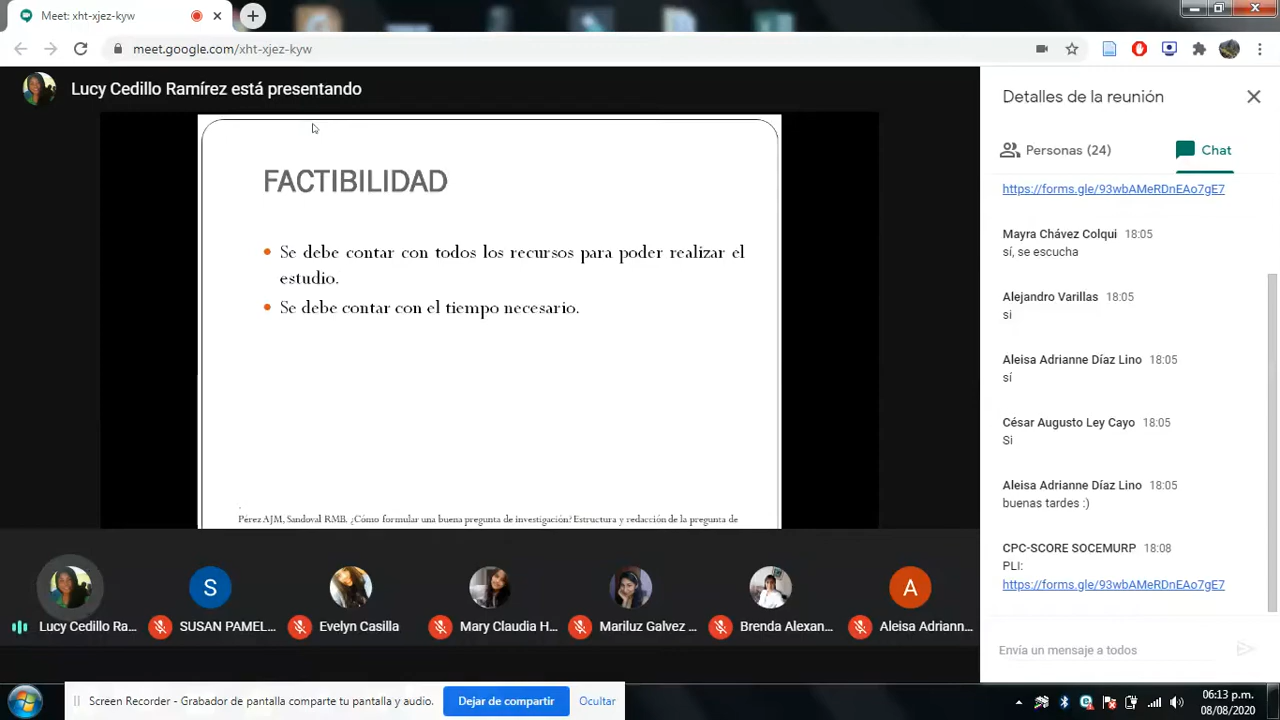 Meet: xht-xjez-kyw
meet.google.com/xht-xjez-kyw
Lucy Cedillo Ramírez está presentando
FACTIBILIDAD
• Se debe contar con todos los recursos para poder realizar el
estudio.
• Se debe contar con el tiempo necesario.
Pérez AJM, Sandoval RMB. ¿Cómo formular una buena pregunta de investigación? Estructura y redacción de la pregunta de
Detalles de la reunión
Personas (24)
Chat
https://forms.gle/93wbAMeRDnEAo7gE7
Mayra Chávez Colqui 18:05
sí, se escucha
Alejandro Varillas 18:05
si
Aleisa Adrianne Díaz Lino 18:05
sí
César Augusto Ley Cayo 18:05
Si
Aleisa Adrianne Díaz Lino 18:05
buenas tardes :)
CPC-SCORE SOCEMURP 18:08
PLI:
https://forms.gle/93wbAMeRDnEAo7gE7
Envía un mensaje a todos
S
A
Lucy Cedillo Ra...
SUSAN PAMEL...
Evelyn Casilla
Mary Claudia H...
Mariluz Galvez ...
Brenda Alexan...
Aleisa Adriann...
Screen Recorder - Grabador de pantalla comparte tu pantalla y audio.
Dejar de compartir
Ocultar
06:13 p.m.
08/08/2020